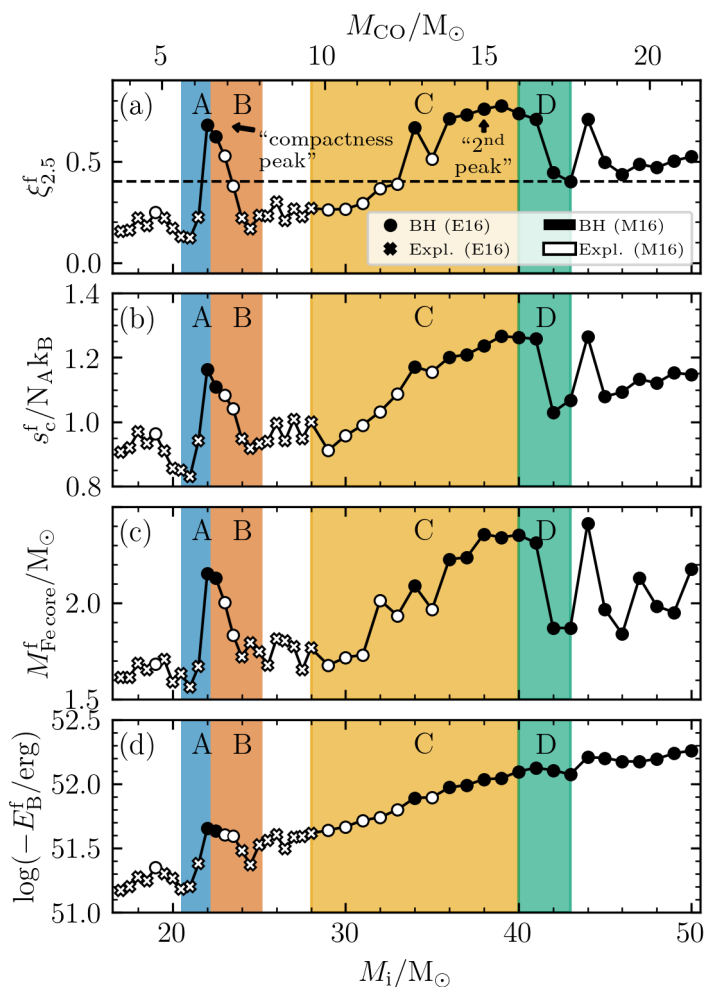 M_CO/M_⊙
5 10 15 20
(a) A B C D
"compactness peak"
"2nd peak"
ξ^f_2.5
0.5
0.0
BH (E16) BH (M16)
Expl. (E16) Expl. (M16)
(b) A B C D
s^f_c/N_A k_B
1.4
1.2
1.0
0.8
(c) A B C D
M^f_Fe core/M_⊙
2.0
1.5
(d) A B C D
log(−E^f_B/erg)
52.5
52.0
51.5
51.0
20 30 40 50
M_i/M_⊙